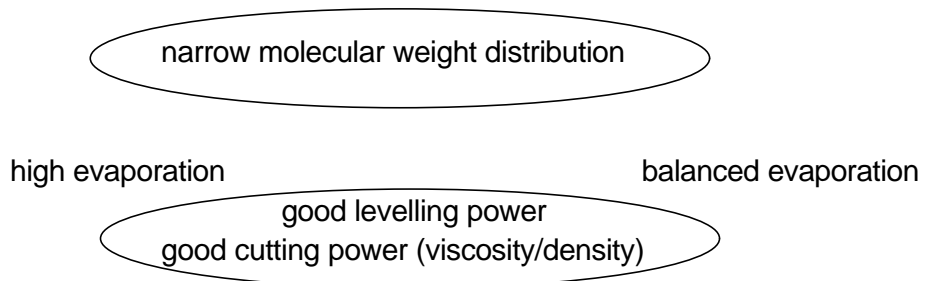 narrow molecular weight distribution
high evaporation
balanced evaporation
good levelling power
good cutting power (viscosity/density)